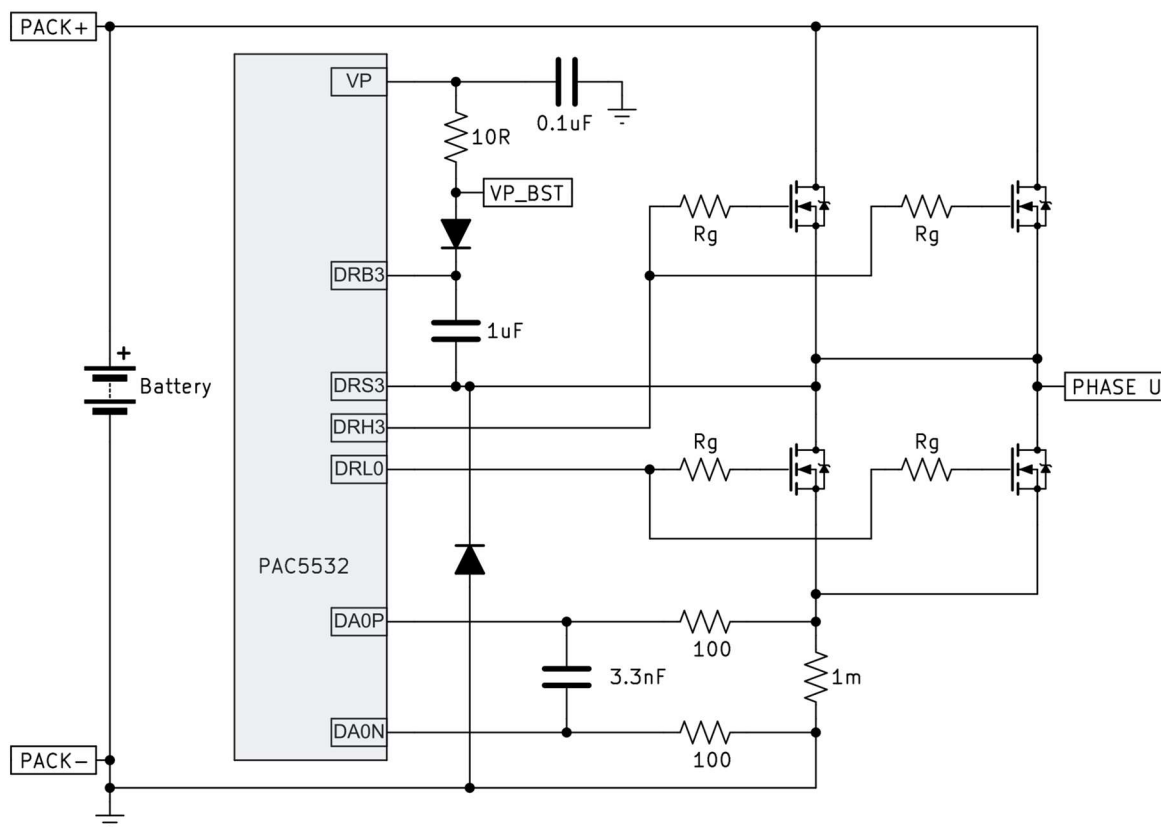 PACK+
VP
0.1uF
10R
VP_BST
Rg
Rg
DRB3
1uF
+
Battery
DRS3
PHASE U
DRH3
Rg
Rg
DRL0
PAC5532
DA0P
100
3.3nF
1m
DA0N
100
PACK-